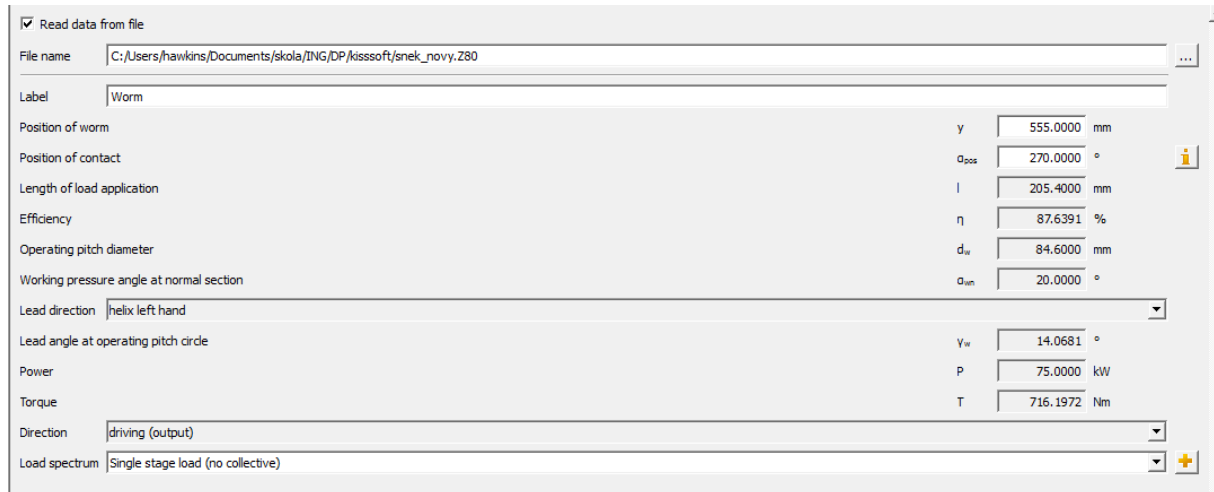 Read data from file
File name C:/Users/hawkins/Documents/skola/ING/DP/kisssoft/snek_novy.Z80 ...
Label Worm
Position of worm y 555.0000 mm
Position of contact αpos 270.0000 °
Length of load application l 205.4000 mm
Efficiency η 87.6391 %
Operating pitch diameter dw 84.6000 mm
Working pressure angle at normal section αwn 20.0000 °
Lead direction helix left hand
Lead angle at operating pitch circle γw 14.0681 °
Power P 75.0000 kW
Torque T 716.1972 Nm
Direction driving (output)
Load spectrum Single stage load (no collective)